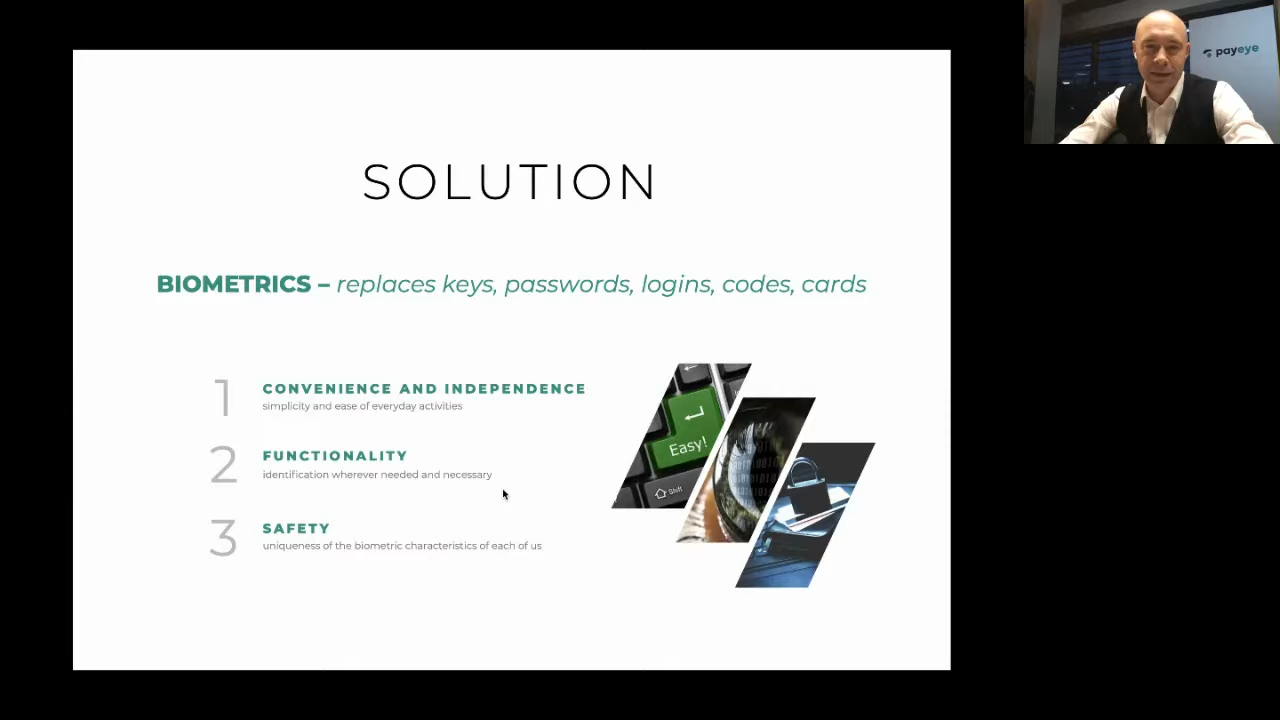 payeye
SOLUTION
BIOMETRICS – replaces keys, passwords, logins, codes, cards
1
CONVENIENCE AND INDEPENDENCE
simplicity and ease of everyday activities
2
FUNCTIONALITY
identification wherever needed and necessary
3
SAFETY
uniqueness of the biometric characteristics of each of us
Easy!
Shift